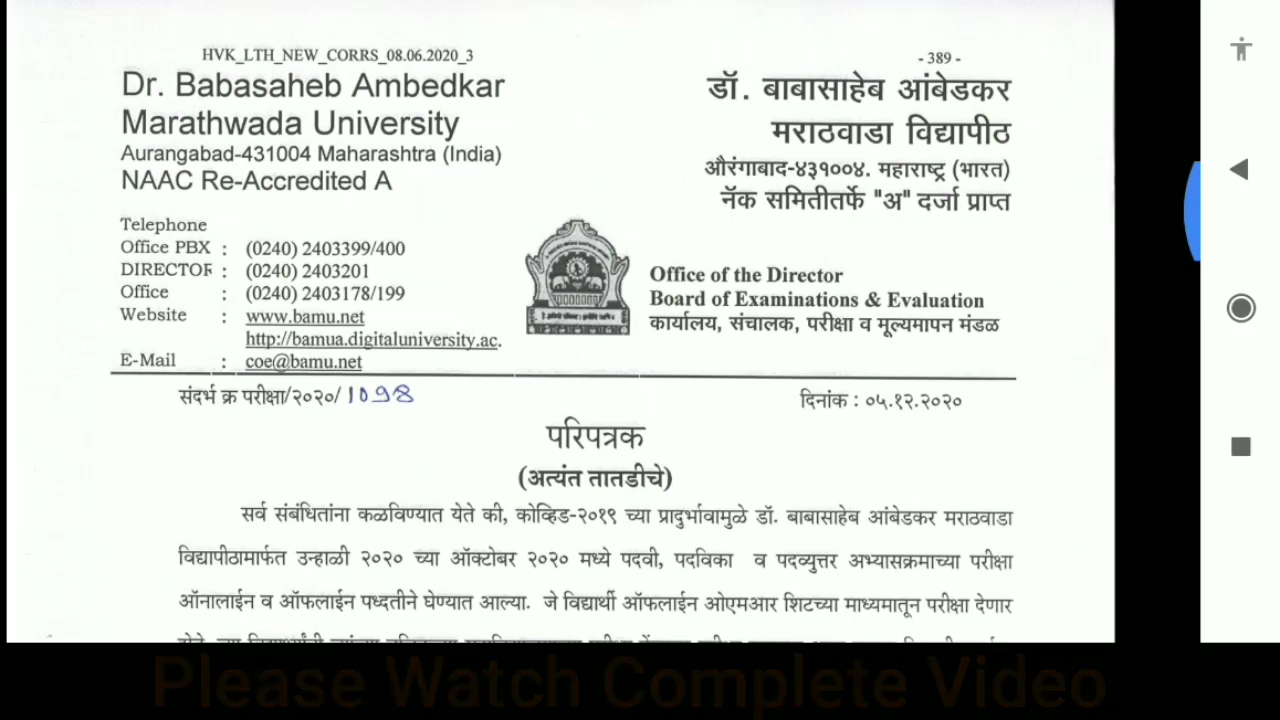 HVK_LTH_NEW_CORRS_08.06.2020_3
- 389 -
Dr. Babasaheb Ambedkar
Marathwada University
Aurangabad-431004 Maharashtra (India)
NAAC Re-Accredited A
डॉ. बाबासाहेब आंबेडकर
मराठवाडा विद्यापीठ
औरंगाबाद-४३१००४. महाराष्ट्र (भारत)
नॅक समितीतर्फे "अ" दर्जा प्राप्त
Telephone
Office PBX : (0240) 2403399/400
DIRECTOR : (0240) 2403201
Office : (0240) 2403178/199
Website : www.bamu.net
http://bamua.digitaluniversity.ac.
E-Mail : coe@bamu.net
Office of the Director
Board of Examinations & Evaluation
कार्यालय, संचालक, परीक्षा व मूल्यमापन मंडळ
संदर्भ क्र परीक्षा/२०२०/ 1098
दिनांक : ०५.१२.२०२०
परिपत्रक
(अत्यंत तातडीचे)
सर्व संबंधितांना कळविण्यात येते की, कोव्हिड-२०१९ च्या प्रादुर्भावामुळे डॉ. बाबासाहेब आंबेडकर मराठवाडा
विद्यापीठामार्फत उन्हाळी २०२० च्या ऑक्टोबर २०२० मध्ये पदवी, पदविका व पदव्युत्तर अभ्यासक्रमाच्या परीक्षा
ऑनालाईन व ऑफलाईन पध्दतीने घेण्यात आल्या. जे विद्यार्थी ऑफलाईन ओएमआर शिटच्या माध्यमातून परीक्षा देणार
Please Watch Complete Video